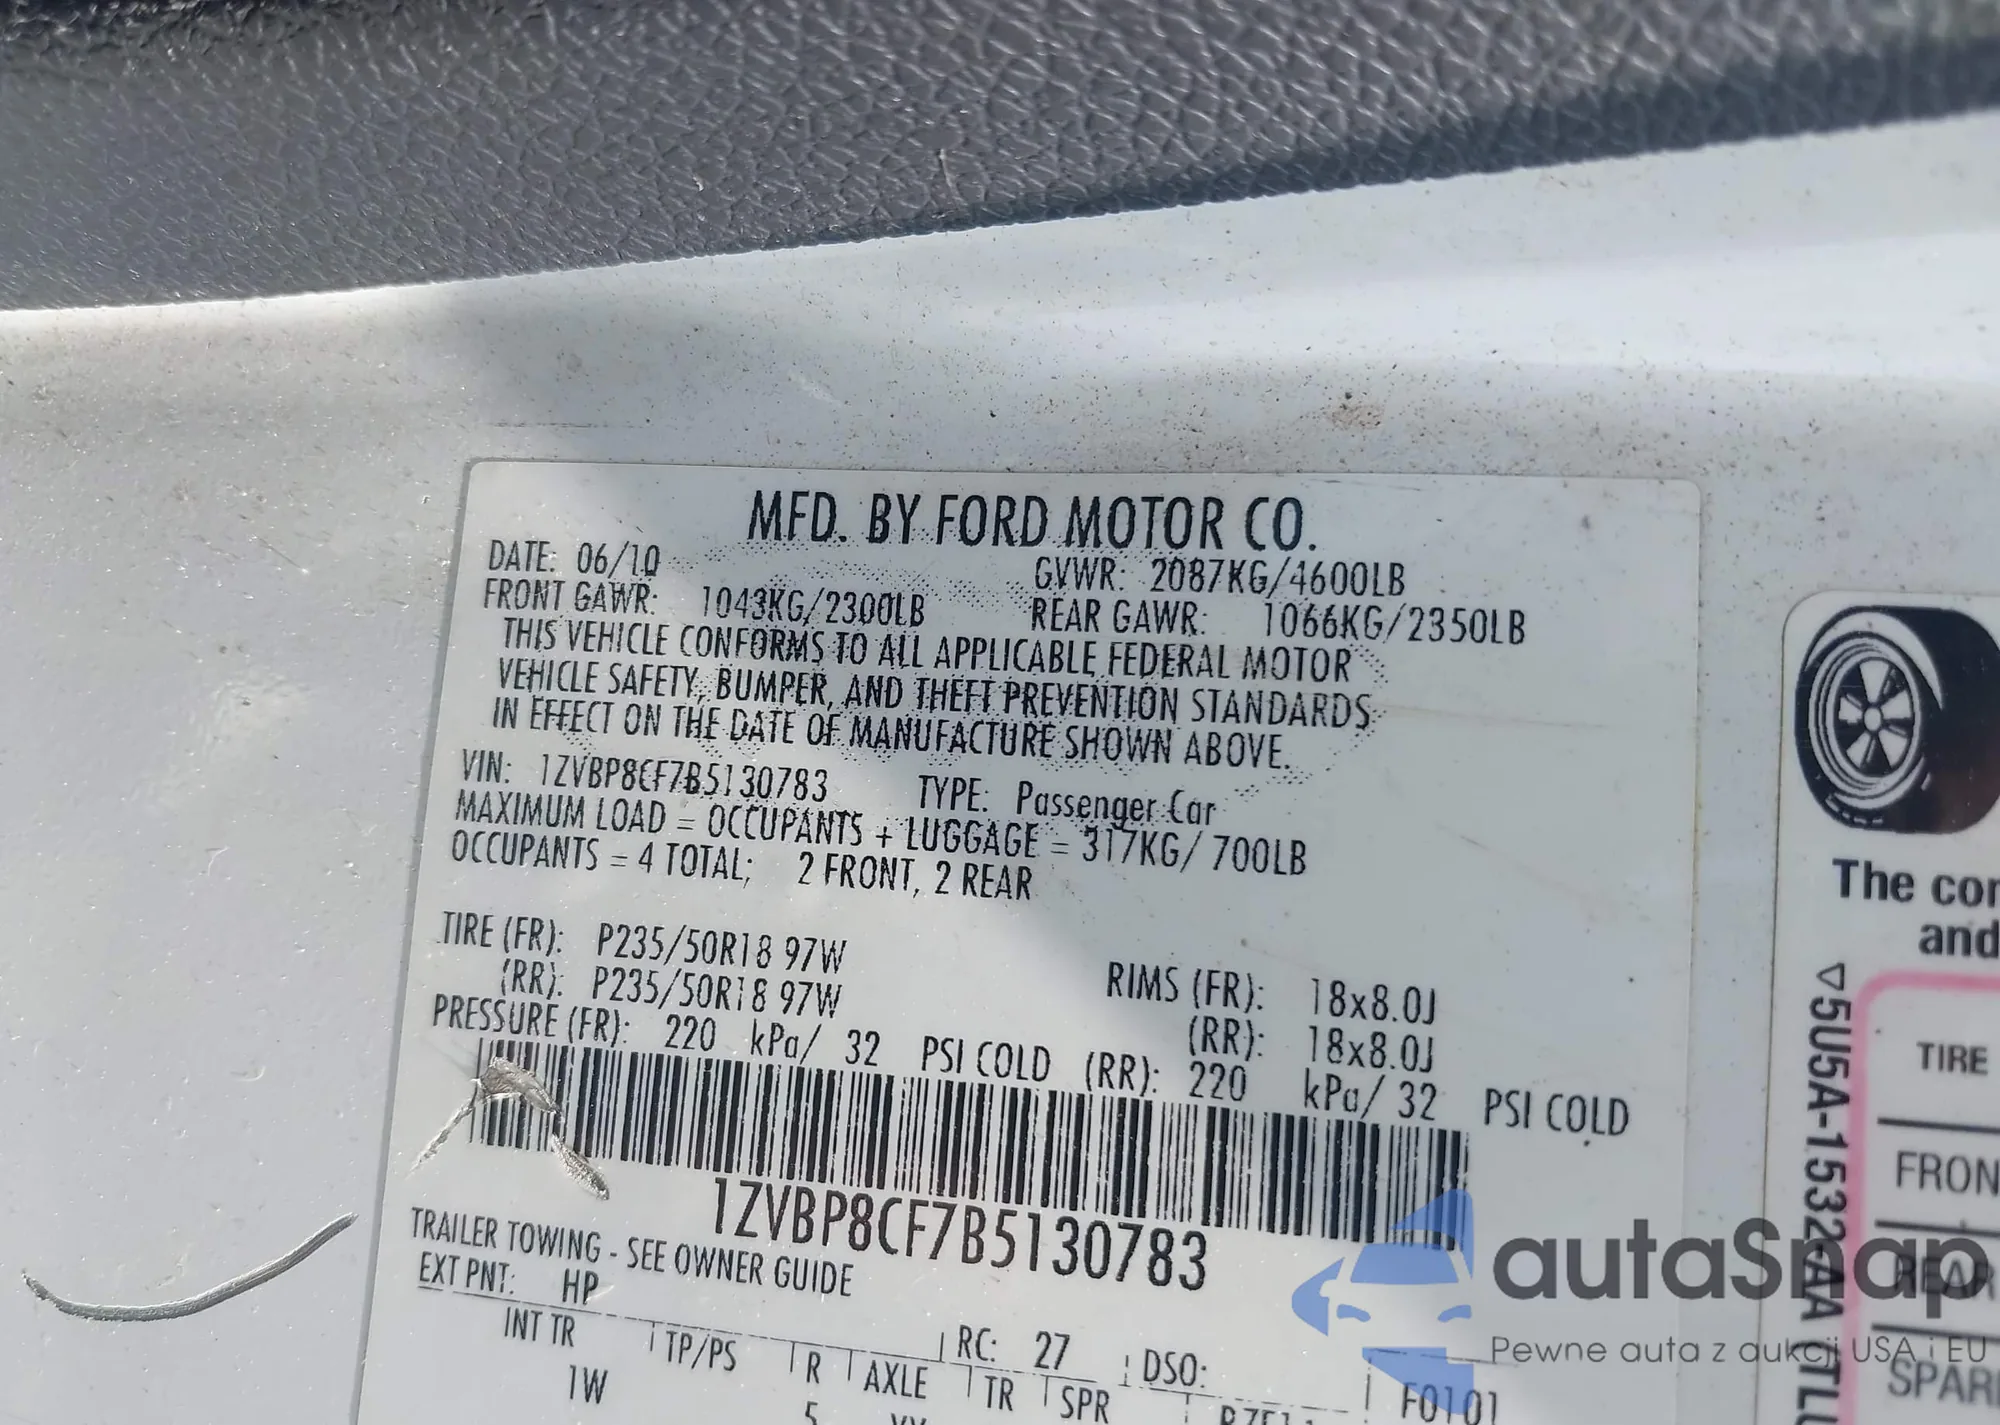 MFD. BY FORD MOTOR CO.
DATE: 06/10 GVWR: 2087KG/4600LB
FRONT GAWR: 1043KG/2300LB REAR GAWR: 1066KG/2350LB
THIS VEHICLE CONFORMS TO ALL APPLICABLE FEDERAL MOTOR
VEHICLE SAFETY, BUMPER, AND THEFT PREVENTION STANDARDS
IN EFFECT ON THE DATE OF MANUFACTURE SHOWN ABOVE.
VIN: 1ZVBP8CF7B5130783 TYPE: Passenger Car
MAXIMUM LOAD = OCCUPANTS + LUGGAGE = 317KG/ 700LB
OCCUPANTS = 4 TOTAL; 2 FRONT, 2 REAR
TIRE (FR): P235/50R18 97W RIMS (FR): 18x8.0J
(RR): P235/50R18 97W (RR): 18x8.0J
PRESSURE (FR): 220 kPa/ 32 PSI COLD (RR): 220 kPa/ 32 PSI COLD
1ZVBP8CF7B5130783
TRAILER TOWING - SEE OWNER GUIDE
EXT PNT: HP RC: 27 DSO:
INT TR TP/PS R AXLE TR SPR F0101
1W 5
The
and
5U5A-1532
TIRE
FRON
REAR
SPAR
autaSnap
Pewne auta z aukcji USA i EU